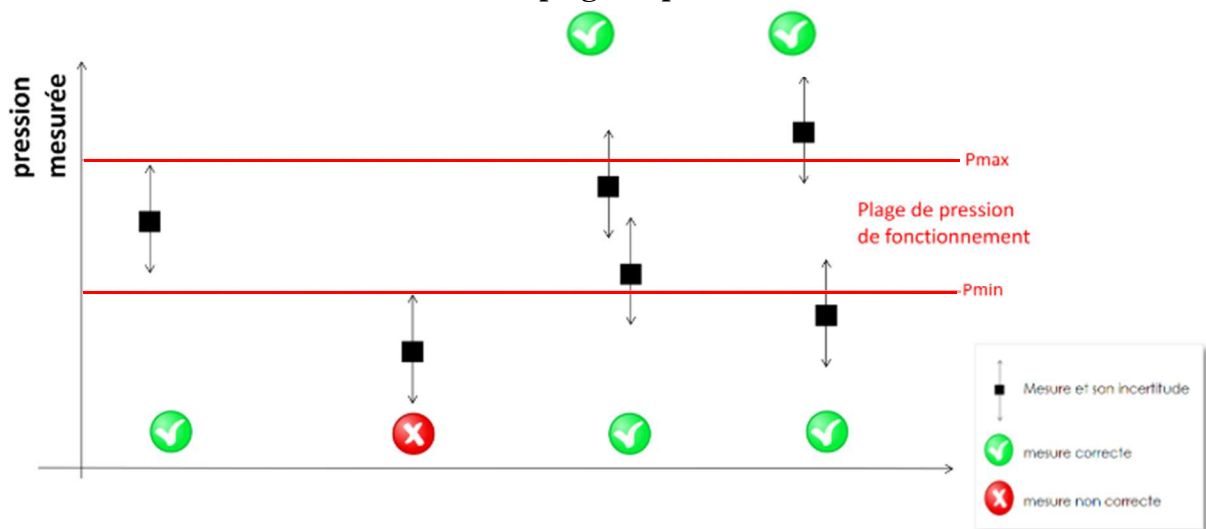 pression
mesurée
Pmax
Plage de pression
de fonctionnement
Pmin
Mesure et son incertitude
mesure correcte
mesure non correcte